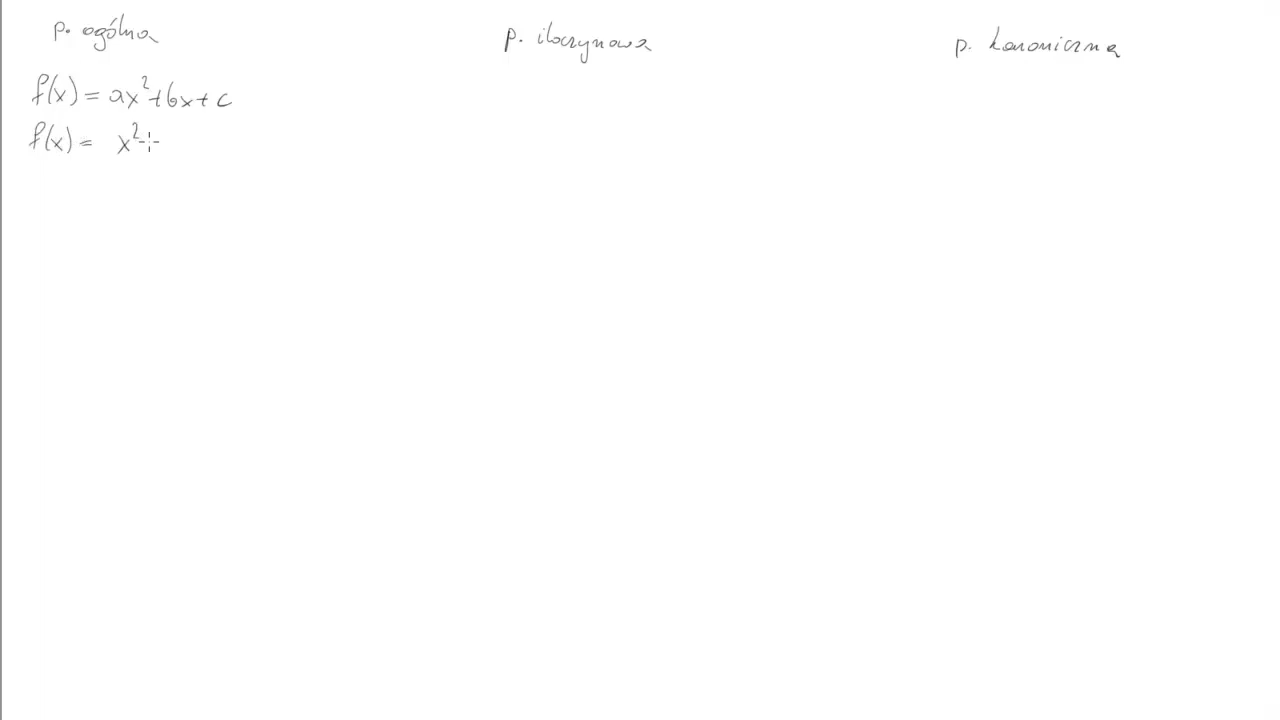 p. ogólna
p. iloczynowa
p. kanoniczna
f(x) = ax²+bx+c
f(x) = x²+